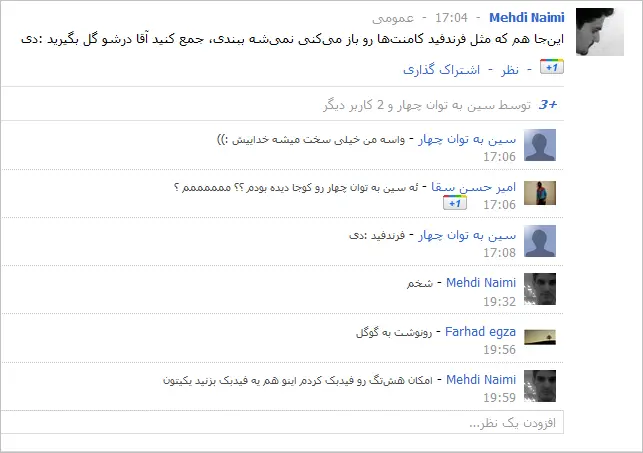 Mehdi Naimi - 17:04 - عمومی
این‌جا هم که مثل فرندفید کامنت‌ها رو باز می‌کنی نمی‌شه ببندی، جمع کنید آقا درشو گل بگیرید :دی
+1 - نظر - اشتراک گذاری
+3 توسط سین به توان چهار و 2 کاربر دیگر
سین به توان چهار - واسه من خیلی سخت میشه خداییش :))
17:06
امیر حسن سقا - ئه سین به توان چهار رو کوجا دیده بودم ؟؟ ممممممم ؟
17:06 +1
سین به توان چهار - فرندفید :دی
17:08
Mehdi Naimi - شخم
19:32
Farhad egza - رونوشت به گوگل
19:56
Mehdi Naimi - امکان هش‌تگ رو فیدبک کردم اینو هم یه فیدبک بزنید یکیتون
19:59
افزودن یک نظر...